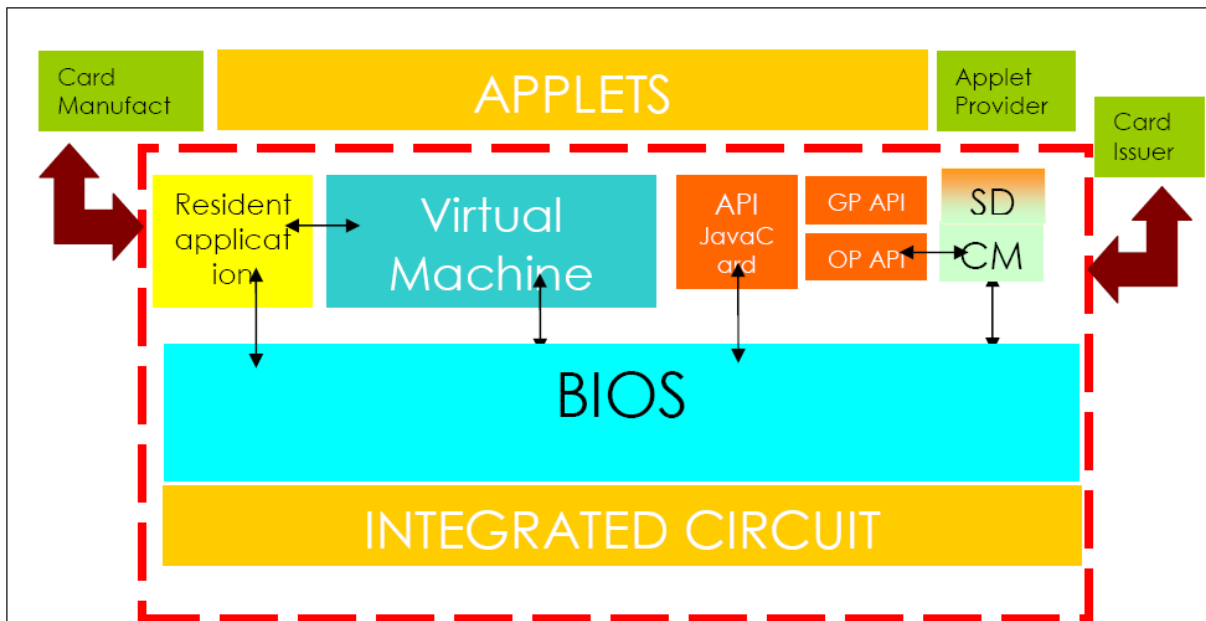 Card
Manufact
APPLETS
Applet
Provider
Card
Issuer
Resident
applicat
ion
Virtual
Machine
API
JavaC
ard
GP API
OP API
SD
CM
BIOS
INTEGRATED CIRCUIT